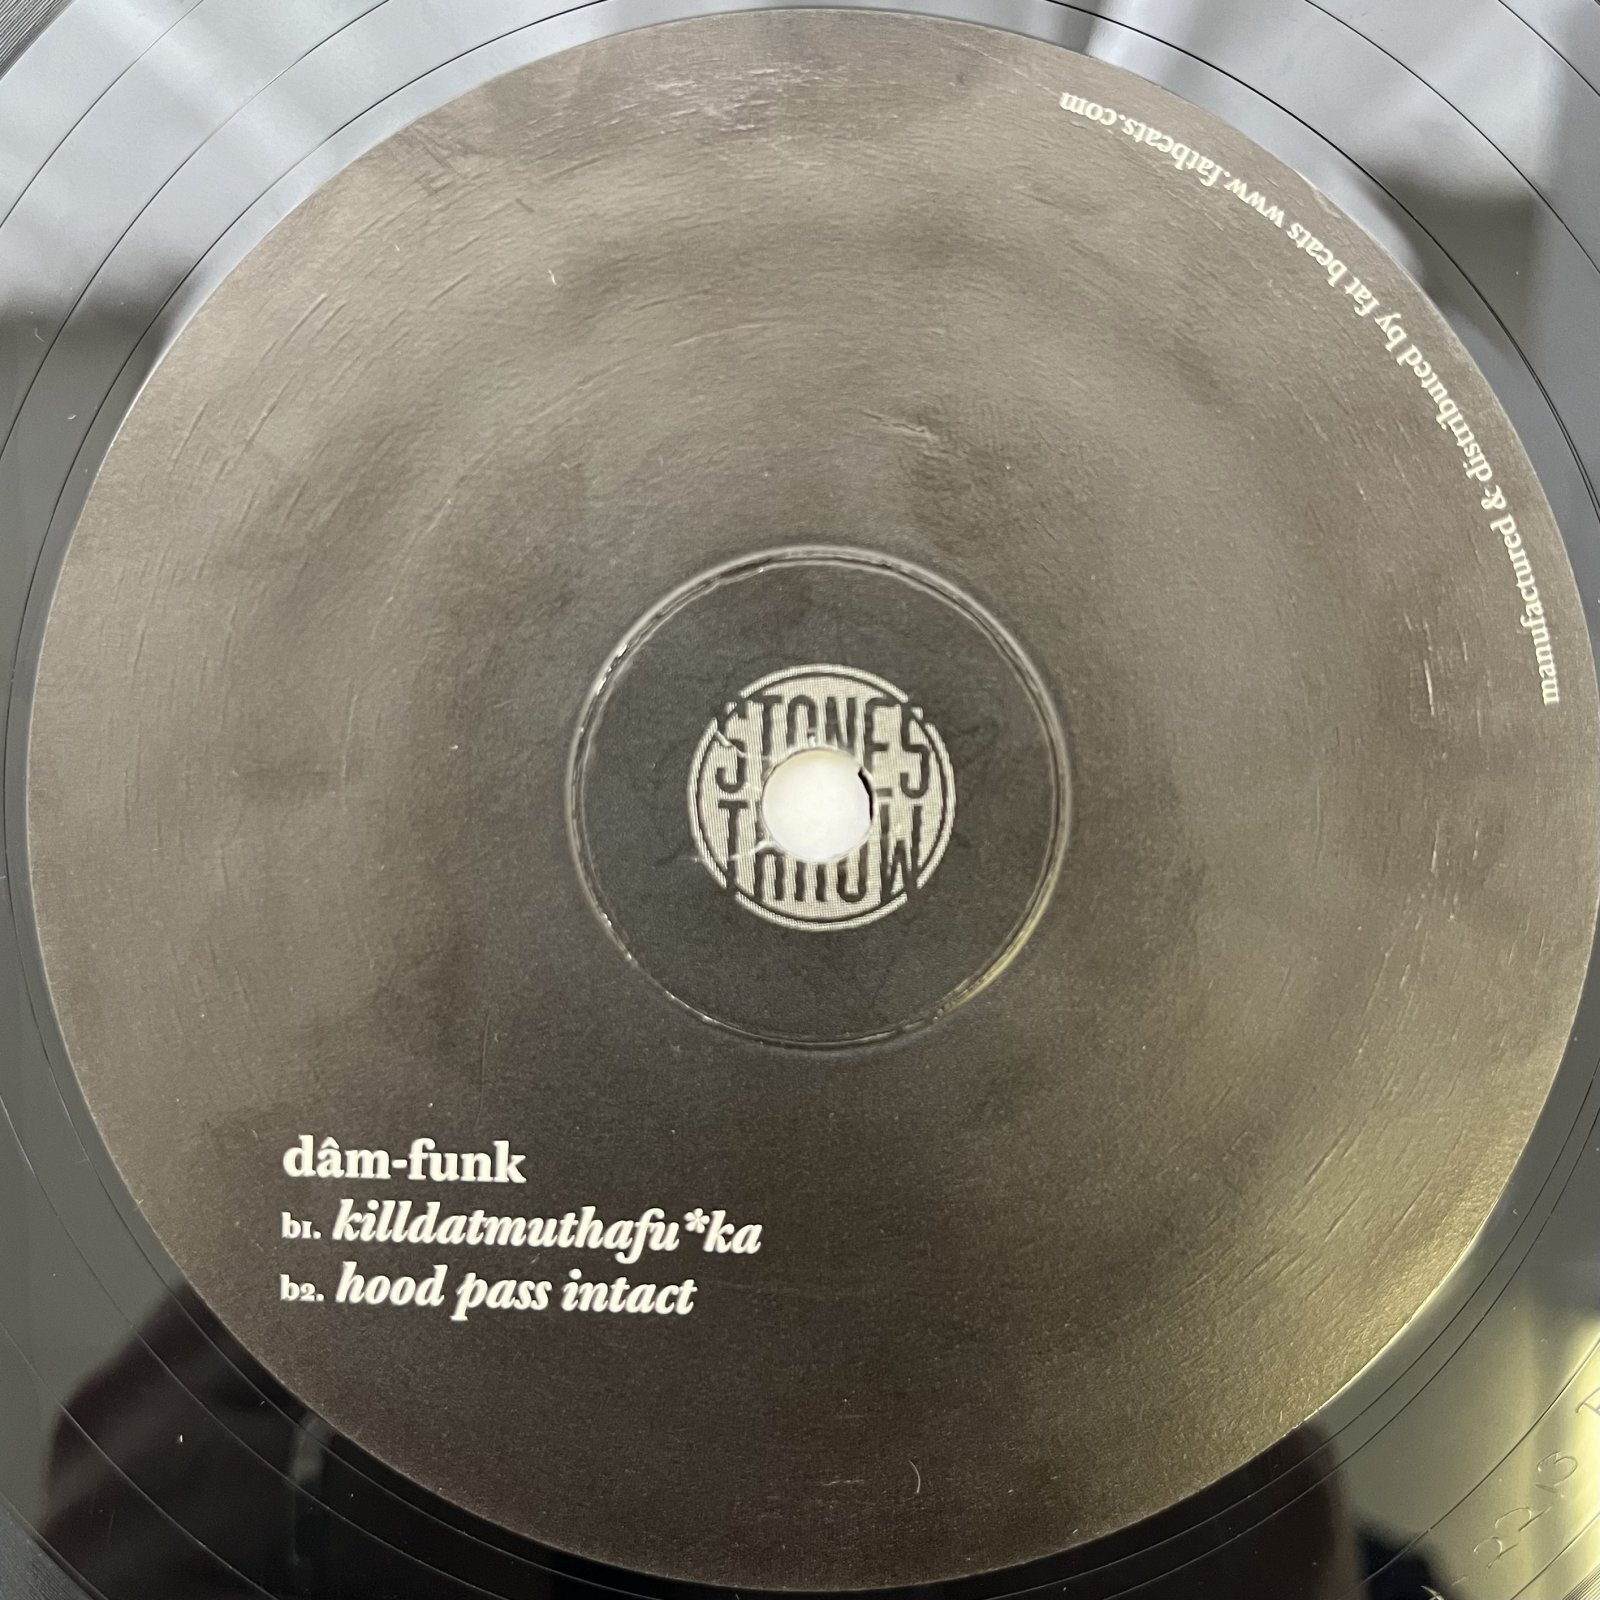 manufactured & distributed by fat beats www.fatbeats.com
STONES
THROW
dâm-funk
b1. killdatmuthafu*ka
b2. hood pass intact